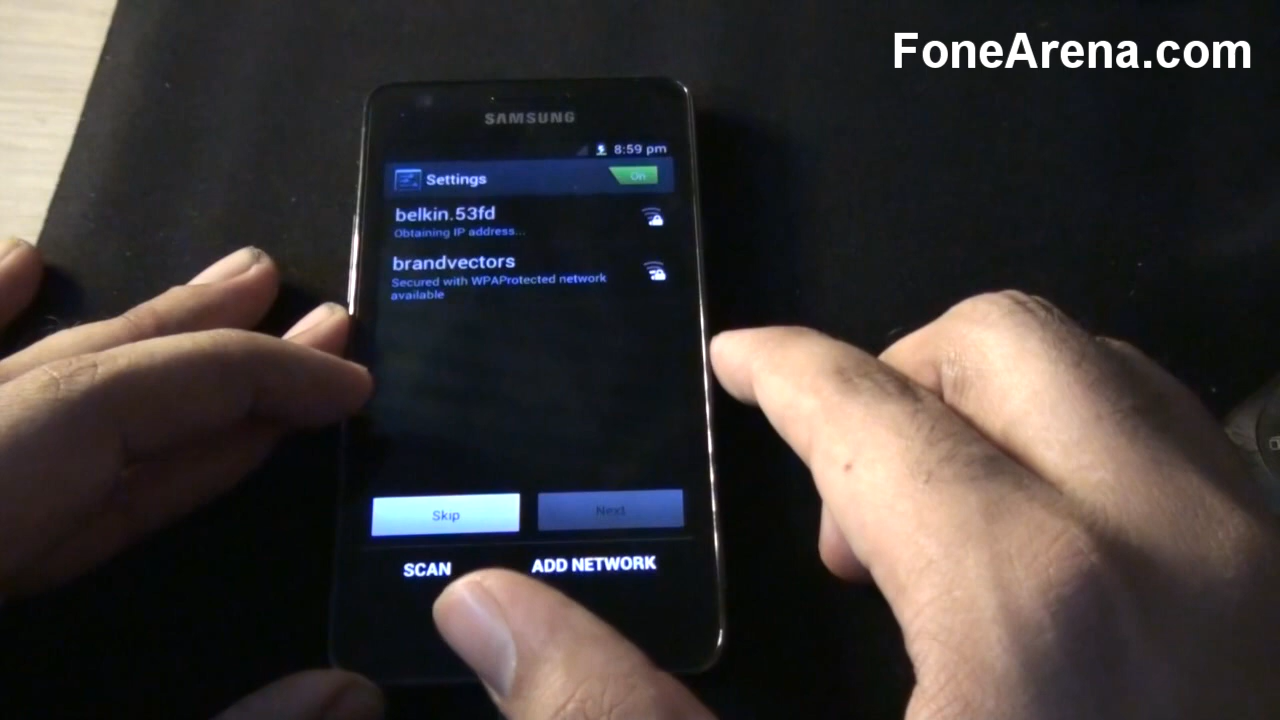 FoneArena.com
SAMSUNG
8:59 pm
Settings
On
belkin.53fd
Obtaining IP address...
brandvectors
Secured with WPAProtected network
available
Skip
Next
SCAN
ADD NETWORK